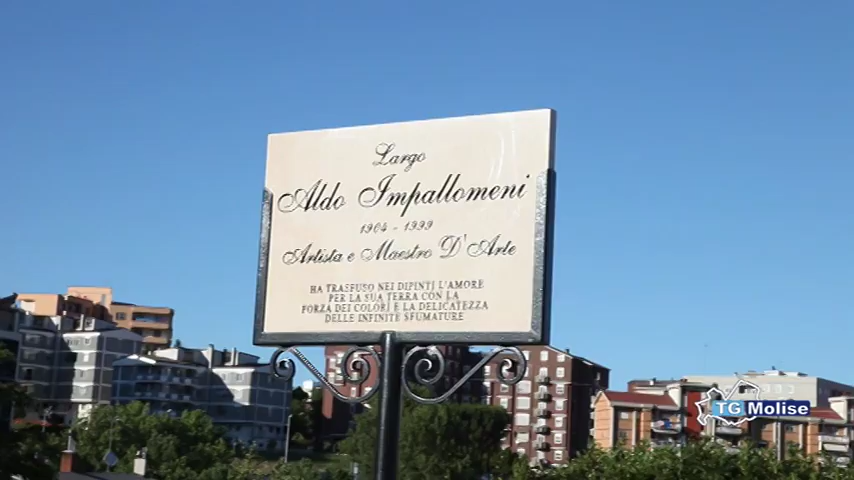 Largo
Aldo Impallomeni
1904 - 1999
Artista e Maestro D'Arte
HA TRASFUSO NEI DIPINTI L'AMORE
PER LA SUA TERRA CON LA
FORZA DEI COLORI E LA DELICATEZZA
DELLE INFINITE SFUMATURE
TG Molise